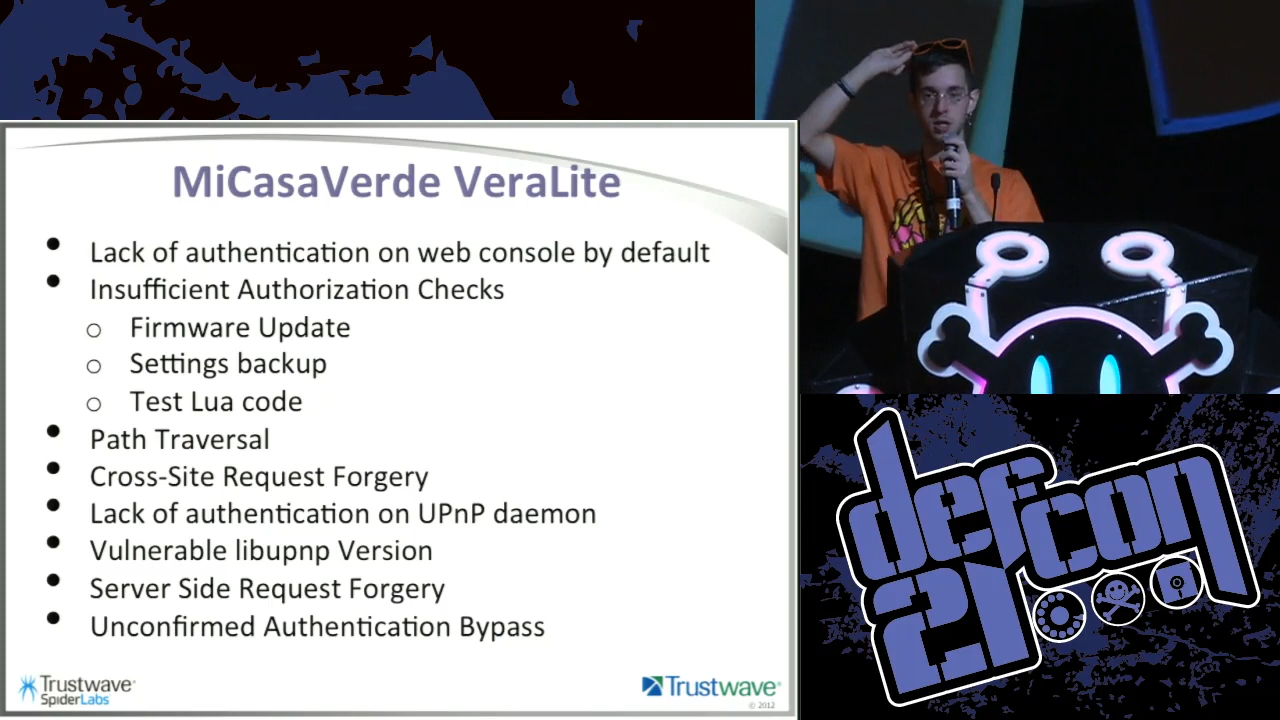 MiCasaVerde VeraLite
• Lack of authentication on web console by default
• Insufficient Authorization Checks
o Firmware Update
o Settings backup
o Test Lua code
• Path Traversal
• Cross-Site Request Forgery
• Lack of authentication on UPnP daemon
• Vulnerable libupnp Version
• Server Side Request Forgery
• Unconfirmed Authentication Bypass
Trustwave®
SpiderLabs
Trustwave®
© 2012
defcon
21